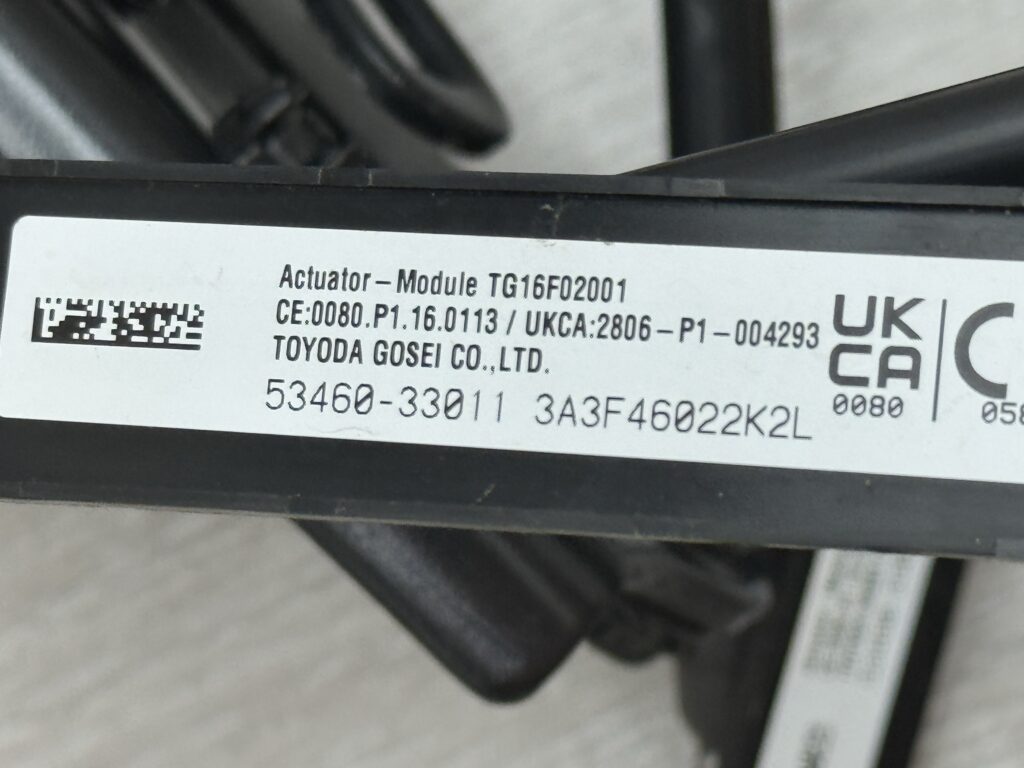 Actuator – Module TG16F02001
CE:0080.P1.16.0113 / UKCA:2806 – P1 – 004293
TOYODA GOSEI CO.,LTD.
53460-33011 3A3F46022K2L
UK
CA
0080
C